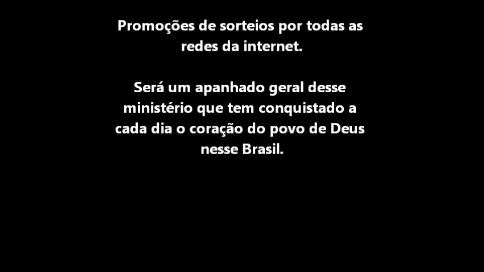 Promoções de sorteios por todas as
redes da internet.
Será um apanhado geral desse
ministério que tem conquistado a
cada dia o coração do povo de Deus
nesse Brasil.